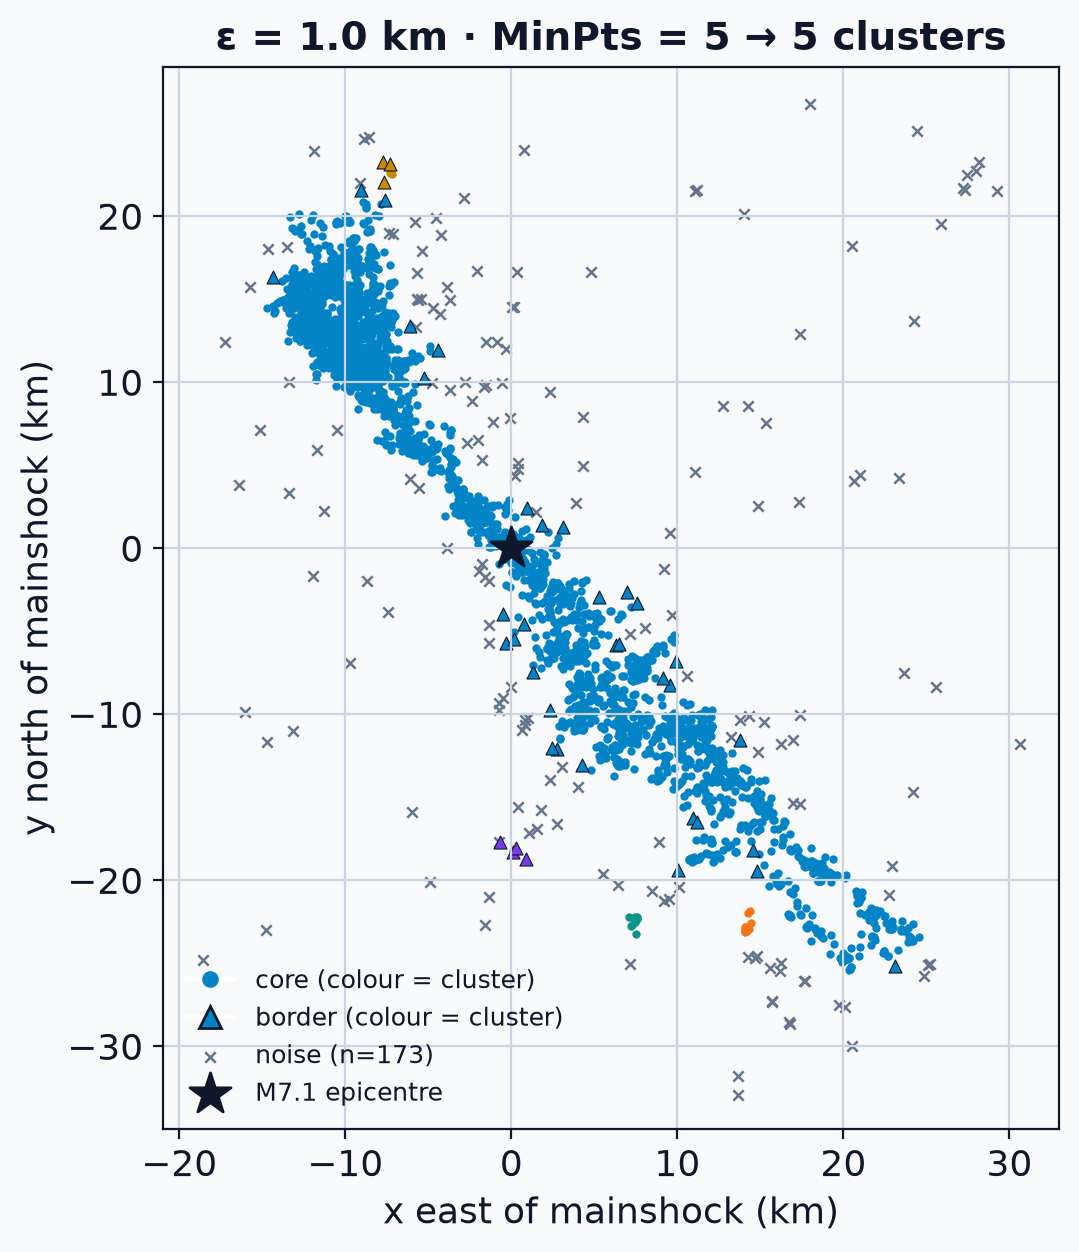 ε = 1.0 km · MinPts = 5 → 5 clusters
y north of mainshock (km)
20
10
0
−10
−20
−30
core (colour = cluster)
border (colour = cluster)
noise (n=173)
M7.1 epicentre
−20 −10 0 10 20 30
x east of mainshock (km)